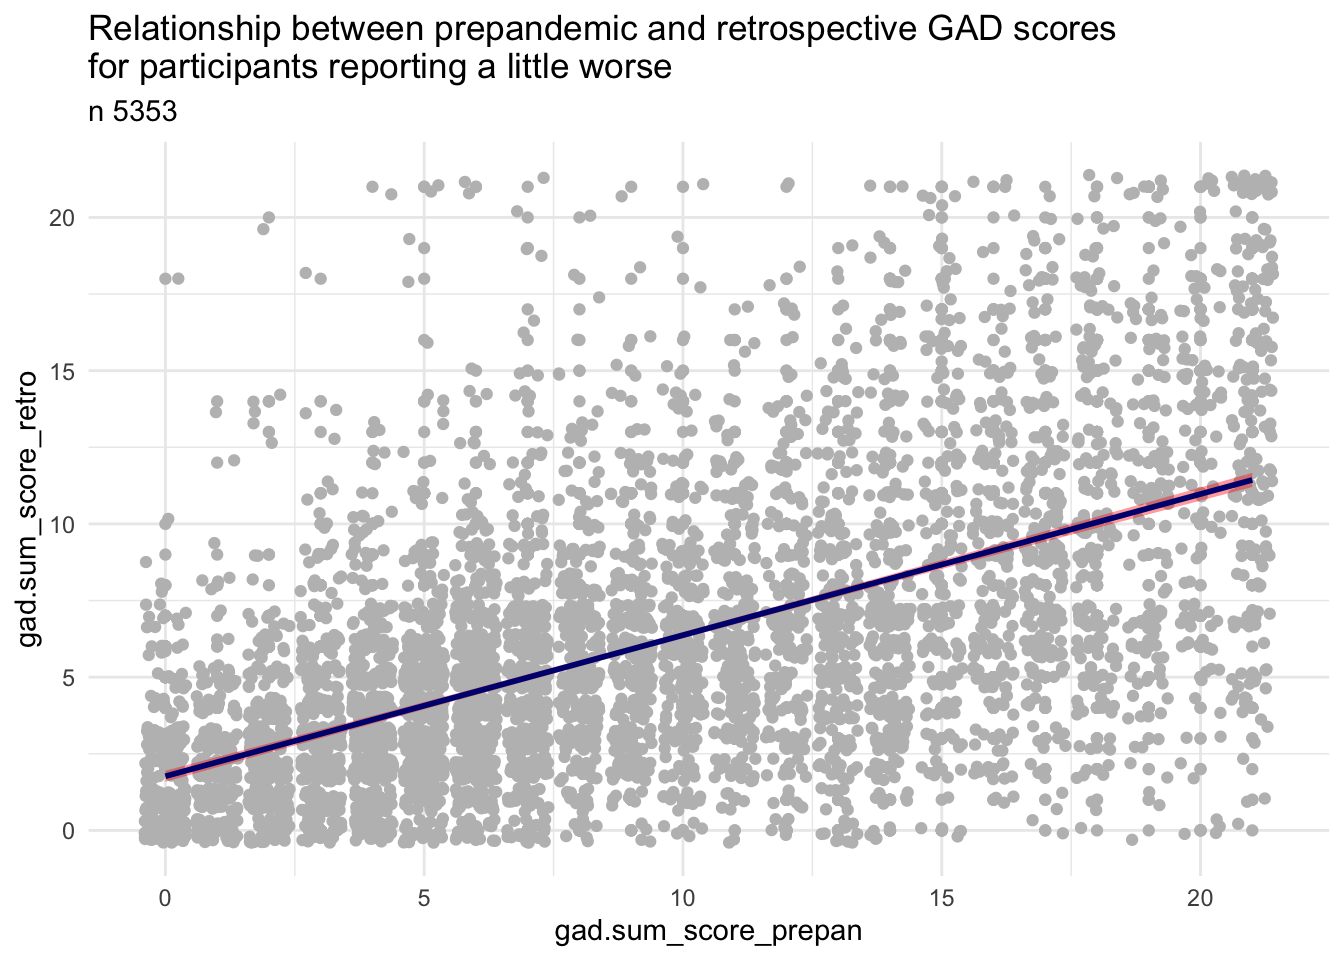 Relationship between prepandemic and retrospective GAD scores
for participants reporting a little worse
n 5353
gad.sum_score_retro
20
15
10
5
0
0
5
10
15
20
gad.sum_score_prepan